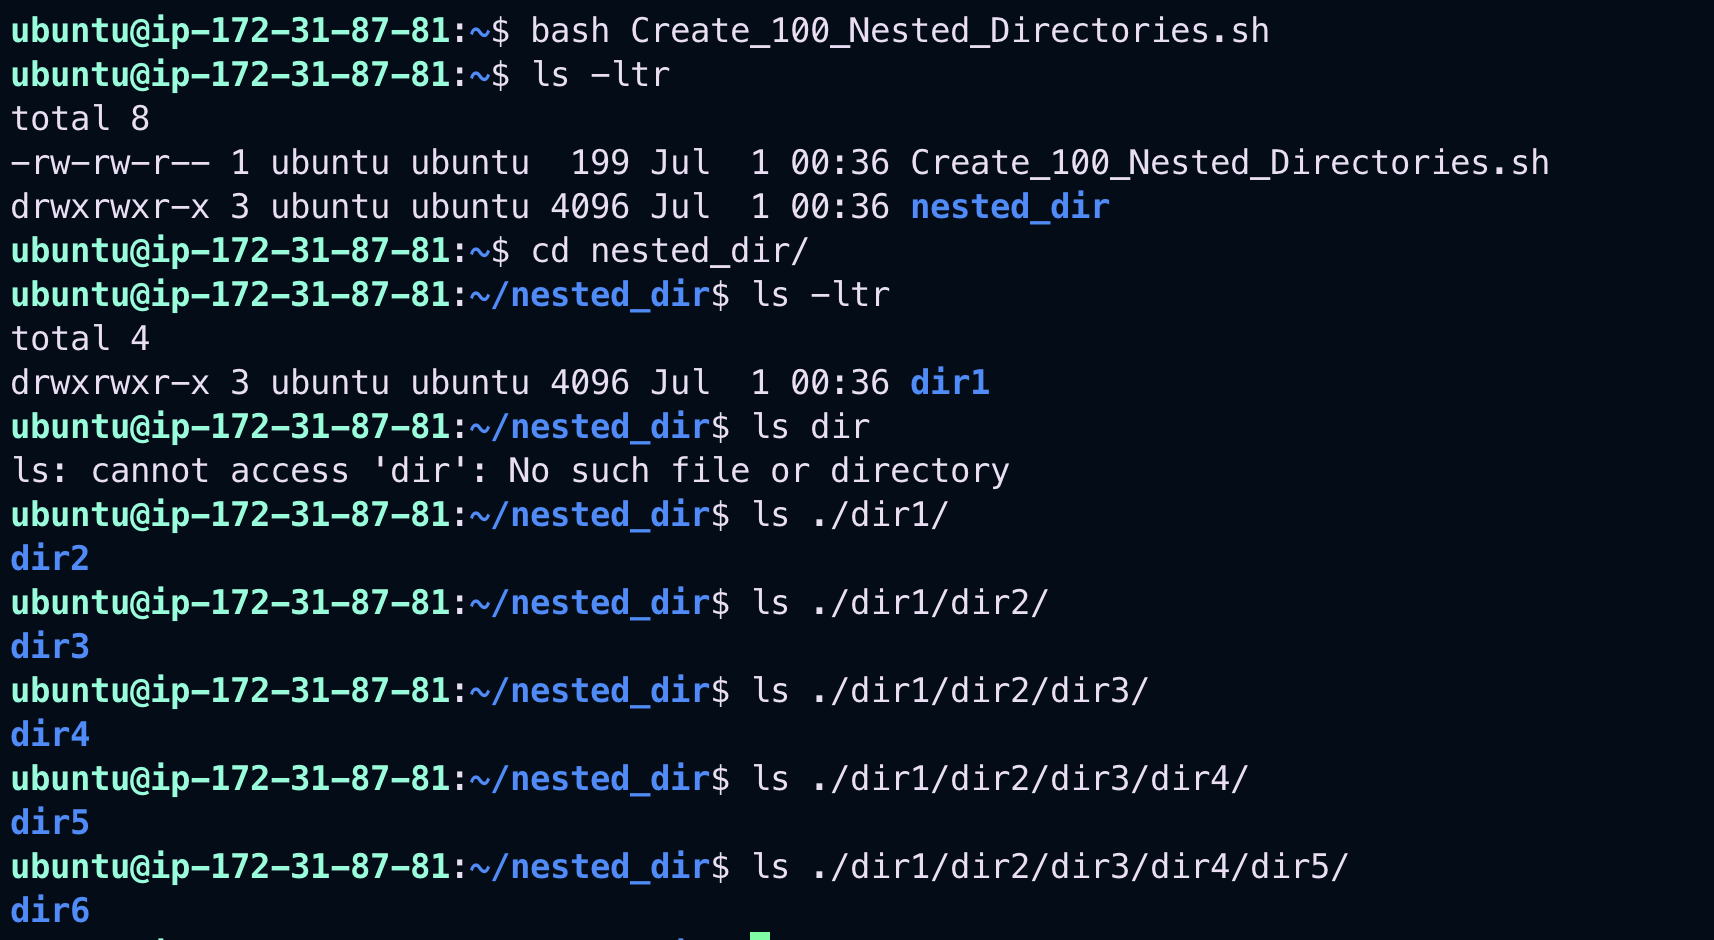 ubuntu@ip-172-31-87-81:~$ bash Create_100_Nested_Directories.sh
ubuntu@ip-172-31-87-81:~$ ls -ltr
total 8
-rw-rw-r-- 1 ubuntu ubuntu  199 Jul  1 00:36 Create_100_Nested_Directories.sh
drwxrwxr-x 3 ubuntu ubuntu 4096 Jul  1 00:36 nested_dir
ubuntu@ip-172-31-87-81:~$ cd nested_dir/
ubuntu@ip-172-31-87-81:~/nested_dir$ ls -ltr
total 4
drwxrwxr-x 3 ubuntu ubuntu 4096 Jul  1 00:36 dir1
ubuntu@ip-172-31-87-81:~/nested_dir$ ls dir
ls: cannot access 'dir': No such file or directory
ubuntu@ip-172-31-87-81:~/nested_dir$ ls ./dir1/
dir2
ubuntu@ip-172-31-87-81:~/nested_dir$ ls ./dir1/dir2/
dir3
ubuntu@ip-172-31-87-81:~/nested_dir$ ls ./dir1/dir2/dir3/
dir4
ubuntu@ip-172-31-87-81:~/nested_dir$ ls ./dir1/dir2/dir3/dir4/
dir5
ubuntu@ip-172-31-87-81:~/nested_dir$ ls ./dir1/dir2/dir3/dir4/dir5/
dir6